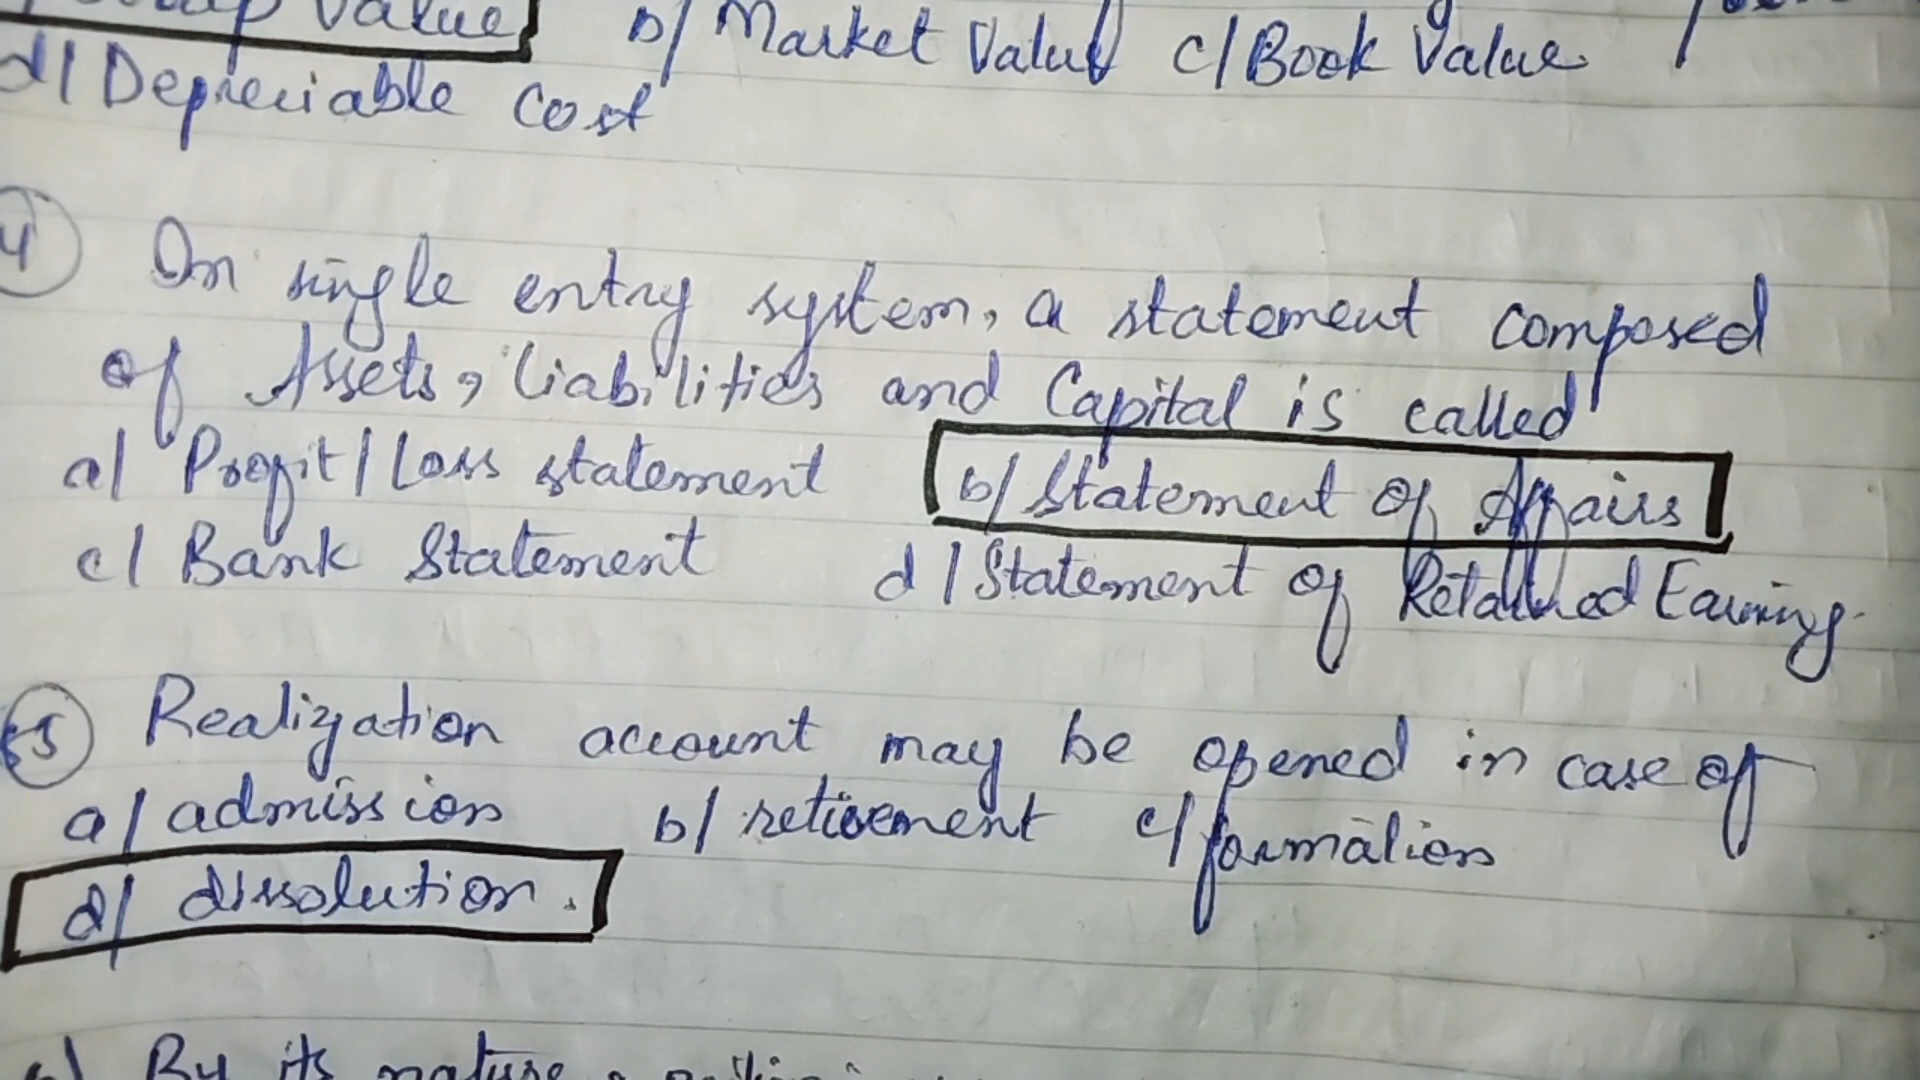 Value b/ Market Value c/ Book Value
d/ Depreciable Cost
4 In single entry system, a statement composed
of Assets, liabilities and Capital is called
a/ Profit/Loss statement b/ Statement of Affairs
c/ Bank Statement d/ Statement of Retained Earning.
5 Realization account may be opened in case of
a/ admission b/ retirement c/ formation
d/ dissolution.
By its nature